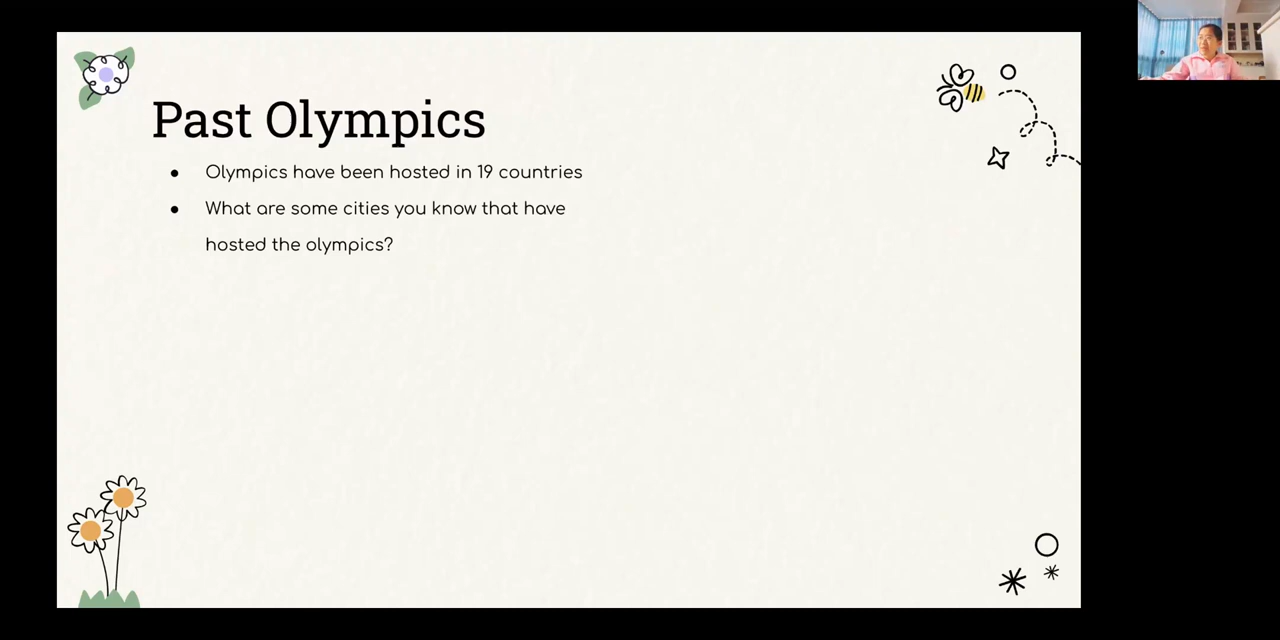 Past Olympics
● Olympics have been hosted in 19 countries
● What are some cities you know that have
hosted the olympics?